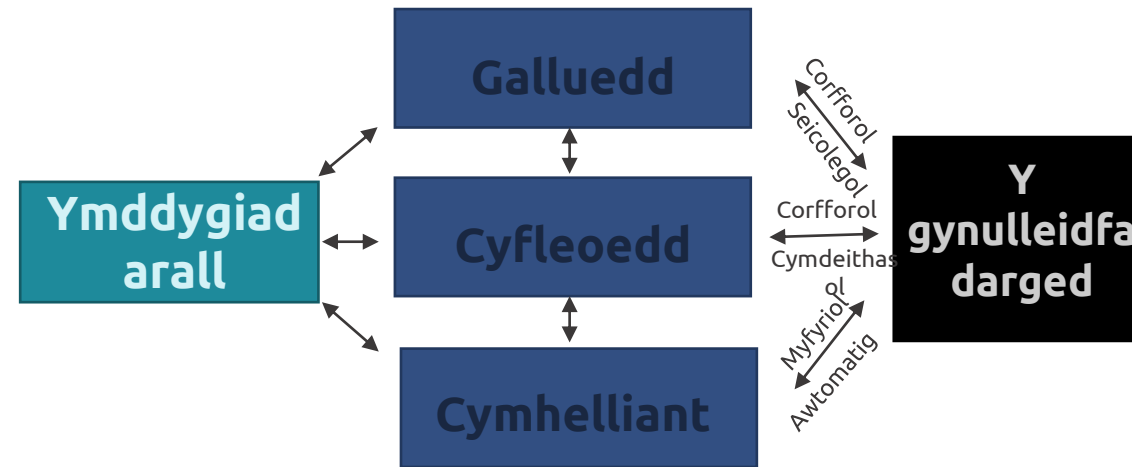 Galluedd
Corfforol
Seicolegol
Ymddygiad
arall
Cyfleoedd
Corfforol
Cymdeithas
ol
Y
gynulleidfa
darged
Cymhelliant
Myfyriol
Awtomatig